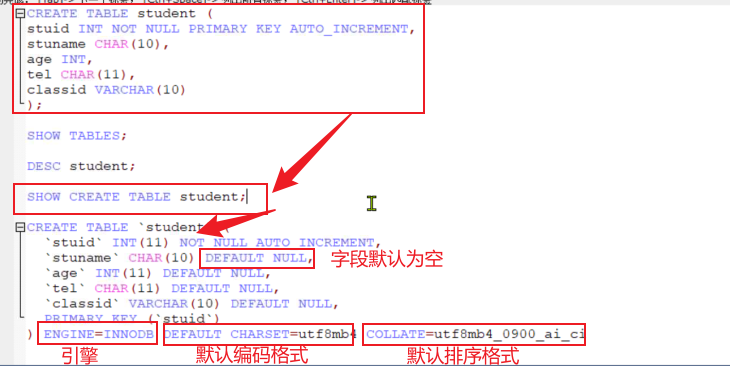 CREATE TABLE student (
stuid INT NOT NULL PRIMARY KEY AUTO_INCREMENT,
stuname CHAR(10),
age INT,
tel CHAR(11),
classid VARCHAR(10)
);
SHOW TABLES;
DESC student;
SHOW CREATE TABLE student;
CREATE TABLE `student` (
`stuid` INT(11) NOT NULL AUTO_INCREMENT,
`stuname` CHAR(10) DEFAULT NULL, 字段默认为空
`age` INT(11) DEFAULT NULL,
`tel` CHAR(11) DEFAULT NULL,
`classid` VARCHAR(10) DEFAULT NULL,
PRIMARY KEY (`stuid`)
) ENGINE=INNODB DEFAULT CHARSET=utf8mb4 COLLATE=utf8mb4_0900_ai_ci
引擎 默认编码格式 默认排序格式